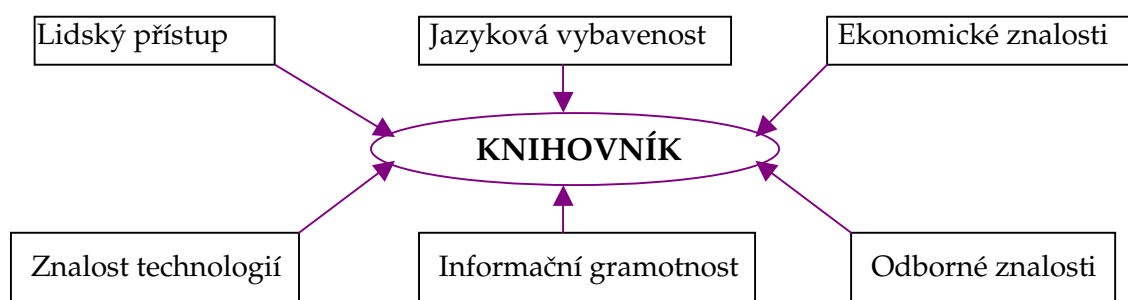 Lidský přístup
Jazyková vybavenost
Ekonomické znalosti
KNIHOVNÍK
Znalost technologií
Informační gramotnost
Odborné znalosti